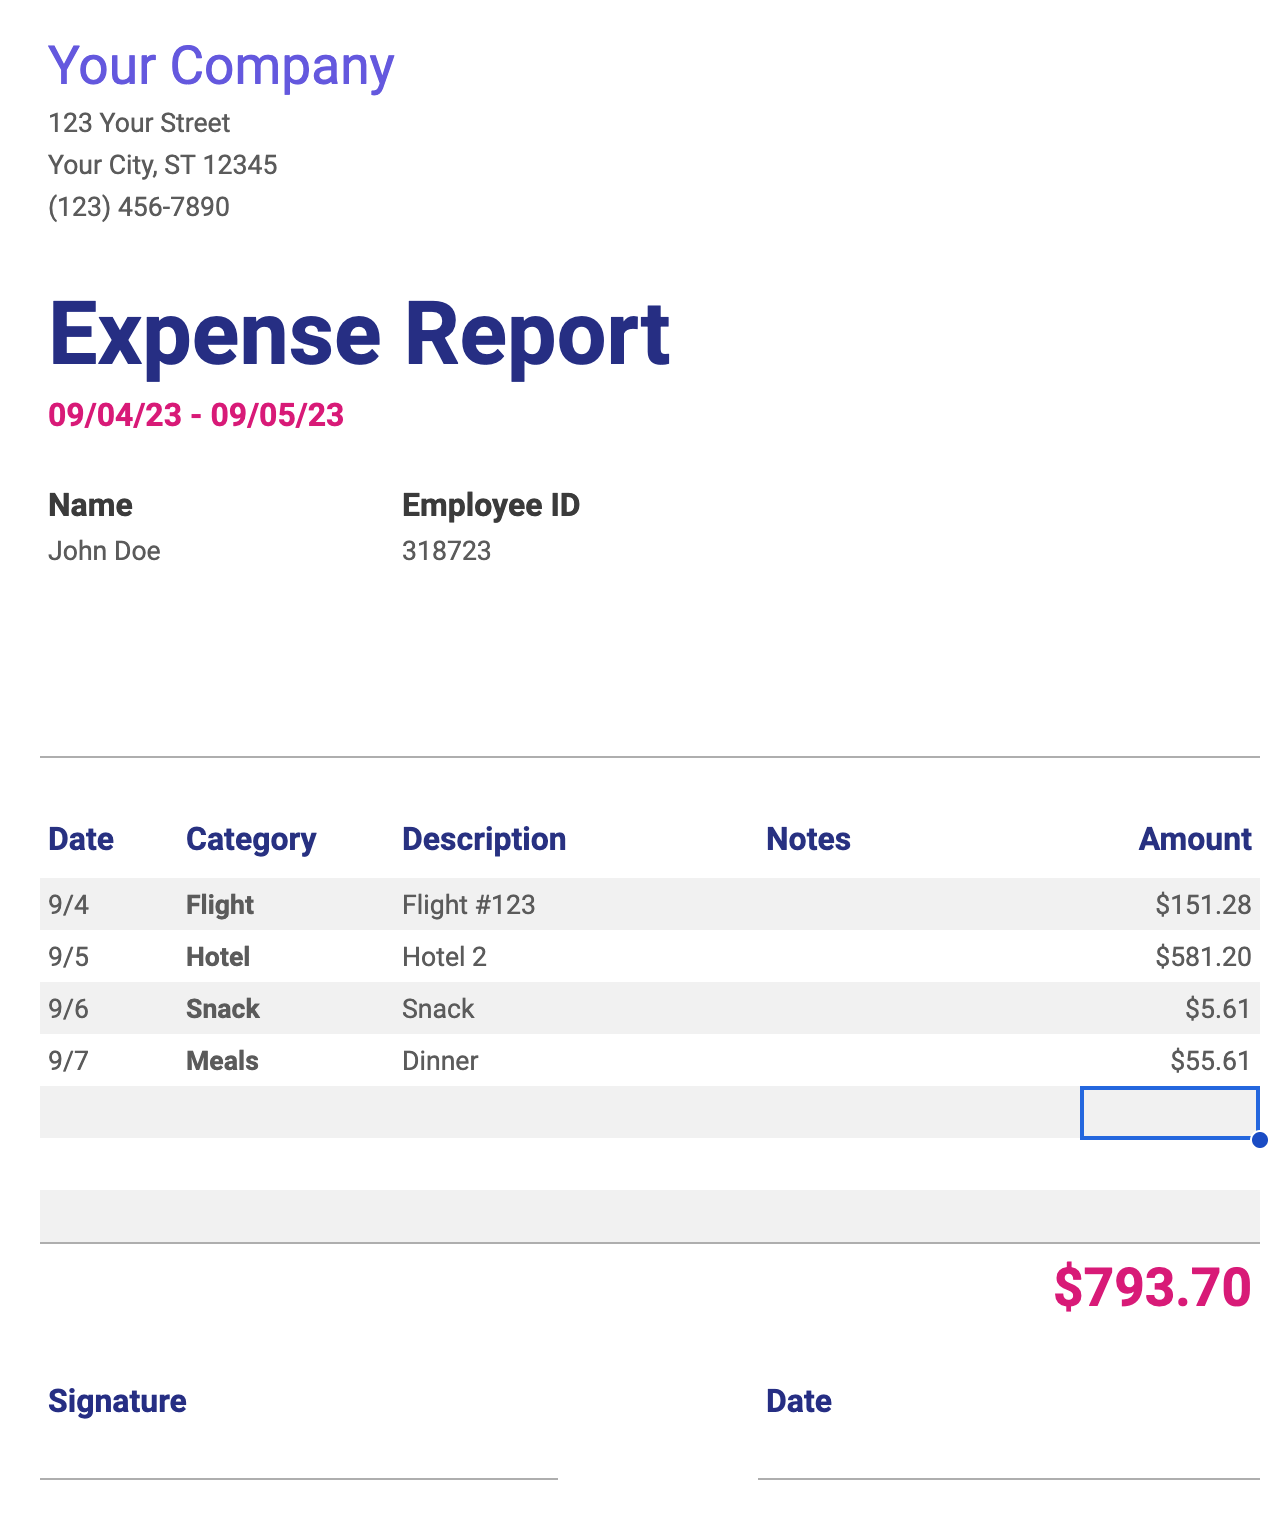 Your Company
123 Your Street
Your City, ST 12345
(123) 456-7890
Expense Report
09/04/23 - 09/05/23
Name Employee ID
John Doe 318723
Date Category Description Notes Amount
9/4 Flight Flight #123 $151.28
9/5 Hotel Hotel 2 $581.20
9/6 Snack Snack $5.61
9/7 Meals Dinner $55.61
$793.70
Signature Date